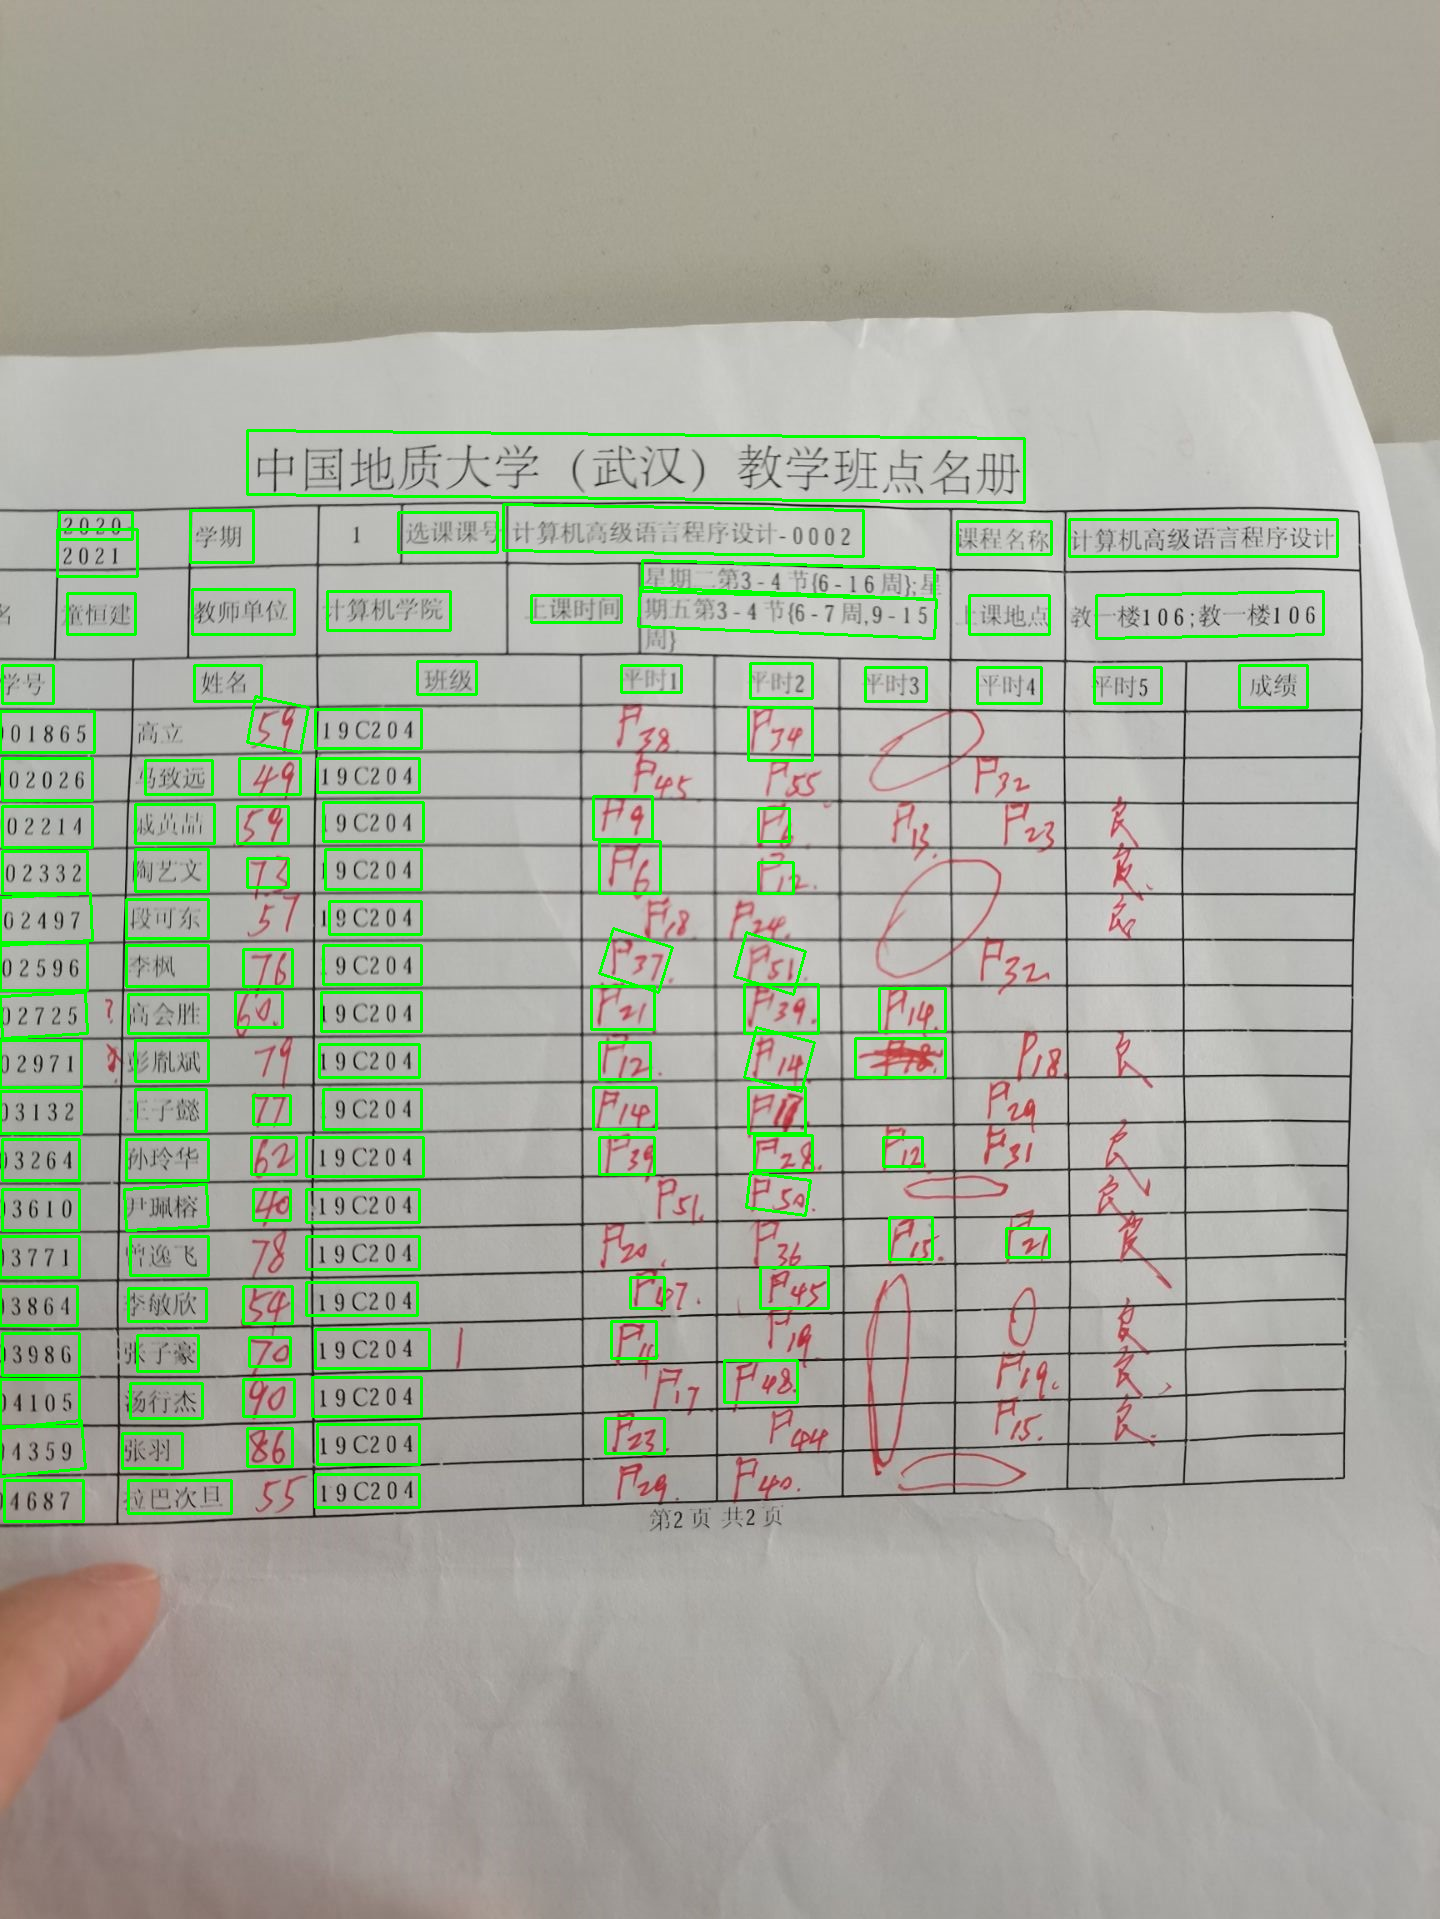 中国地质大学（武汉）教学班点名册
2020-2021 学期 1 选课课号 计算机高级语言程序设计-0002 课程名称 计算机高级语言程序设计
名 童恒建 教师单位 计算机学院 上课时间 星期二第3-4节{6-16周};星期五第3-4节{6-7周,9-15周} 上课地点 教一楼106;教一楼106
学号 姓名 班级 平时1 平时2 平时3 平时4 平时5 成绩
001865 高立 59 19C204 P38. P34
002026 马致远 49 19C204 P45. P55 P32
02214 59 19C204 P9 P6 P13. P23 良
02332 陶艺文 73 19C204 P6 P12. 良
02497 段可东 57 19C204 P18. P24.
02596 李枫 76 19C204 P37. P51. P32.
02725 ? 高会胜 60. 19C204 P21 P39. P14.
02971 彭胤斌 79 19C204 P12. P14. P18. 良
03132 王子懿 77 19C204 P14. P29
03264 孙玲华 62 19C204 P39 P28. P12. P31 良
03610 尹珮榕 40 19C204 P51. P50. 良
03771 曾逸飞 78 19C204 P20. P36 P15. P21 良
03864 李敏欣 54 19C204 P47. P45 良
03986 张子豪 70 19C204 P11 P19. 良
04105 汤行杰 90 19C204 P17. P48. P19. 良
04359 张羽 86 19C204 P23. P44 P15. 良
04687 拉巴次旦 55 19C204 P29. P40.
第2页 共2页